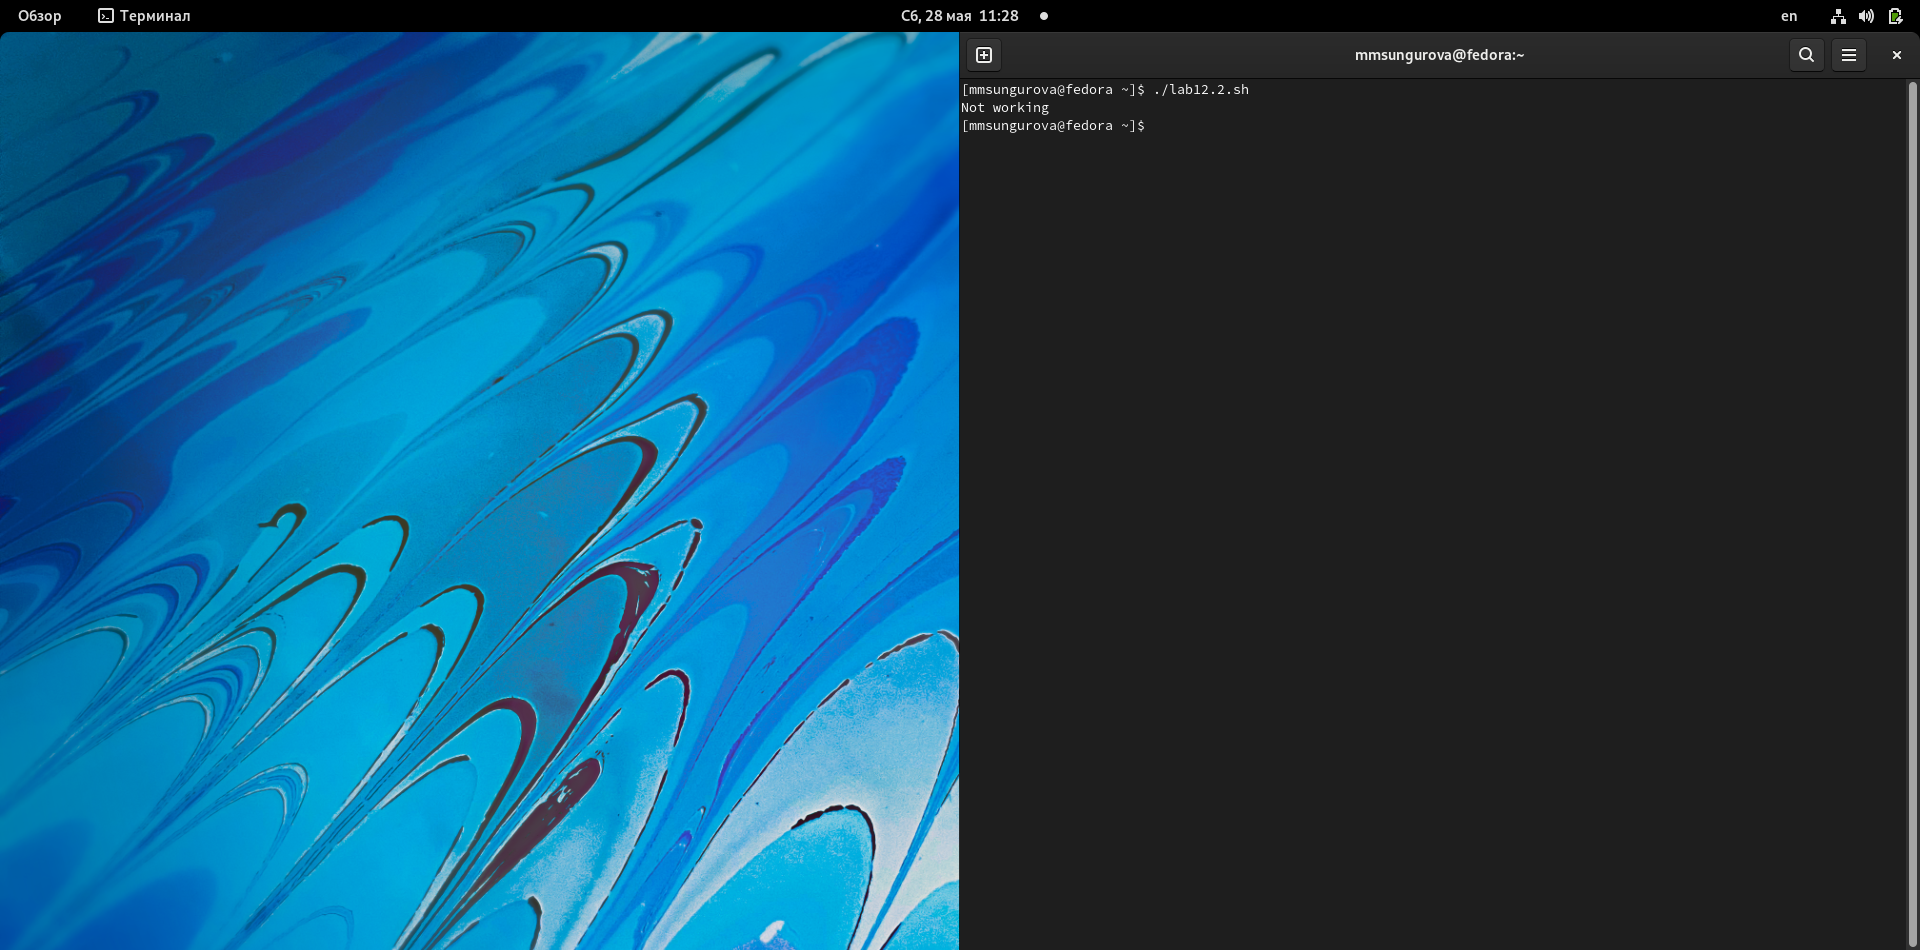 Обзор
Терминал
Сб, 28 мая 11:28
en
mmsungurova@fedora:~
[mmsungurova@fedora ~]$ ./lab12.2.sh
Not working
[mmsungurova@fedora ~]$